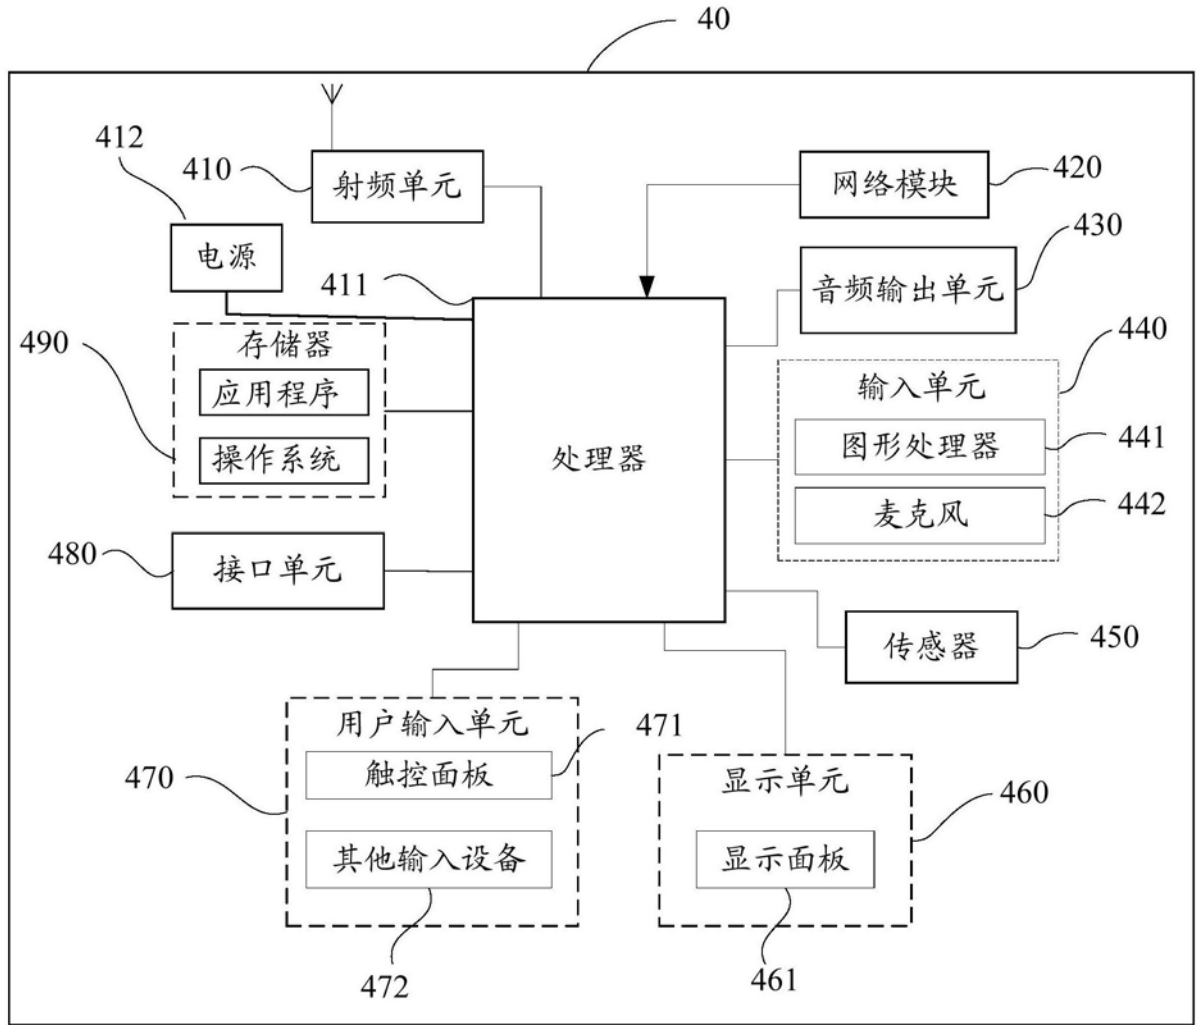 40
412
410
射频单元
网络模块
420
电源
430
411
音频输出单元
490
存储器
440
应用程序
输入单元
操作系统
处理器
图形处理器
441
麦克风
442
480
接口单元
传感器
450
用户输入单元
471
470
触控面板
显示单元
460
其他输入设备
显示面板
472
461